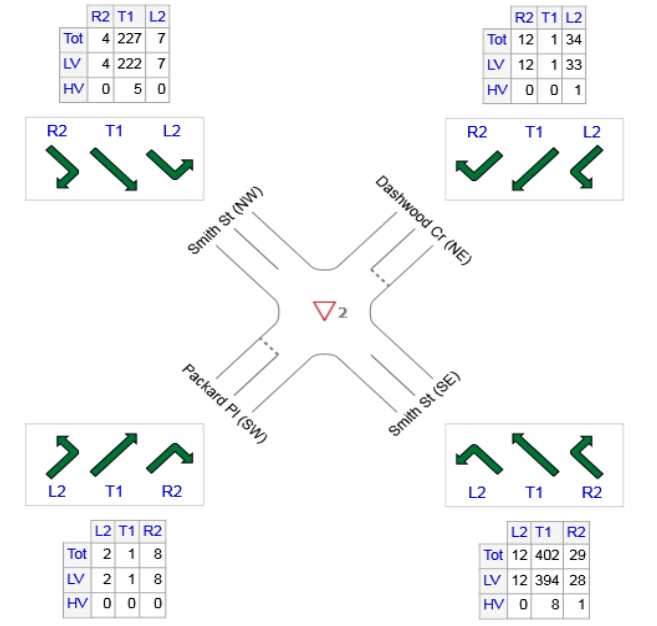 R2 T1 L2
Tot 4 227 7
LV 4 222 7
HV 0 5 0
R2 T1 L2
R2 T1 L2
Tot 12 1 34
LV 12 1 33
HV 0 0 1
R2 T1 L2
Smith St (NW)
Dashwood Cr (NE)
2
Packard Pl (SW)
Smith St (SE)
L2 T1 R2
L2 T1 R2
Tot 2 1 8
LV 2 1 8
HV 0 0 0
L2 T1 R2
L2 T1 R2
Tot 12 402 29
LV 12 394 28
HV 0 8 1